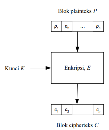 Blok plainteks P
Kunci K
Enkripsi, E
Blok cipherteks C